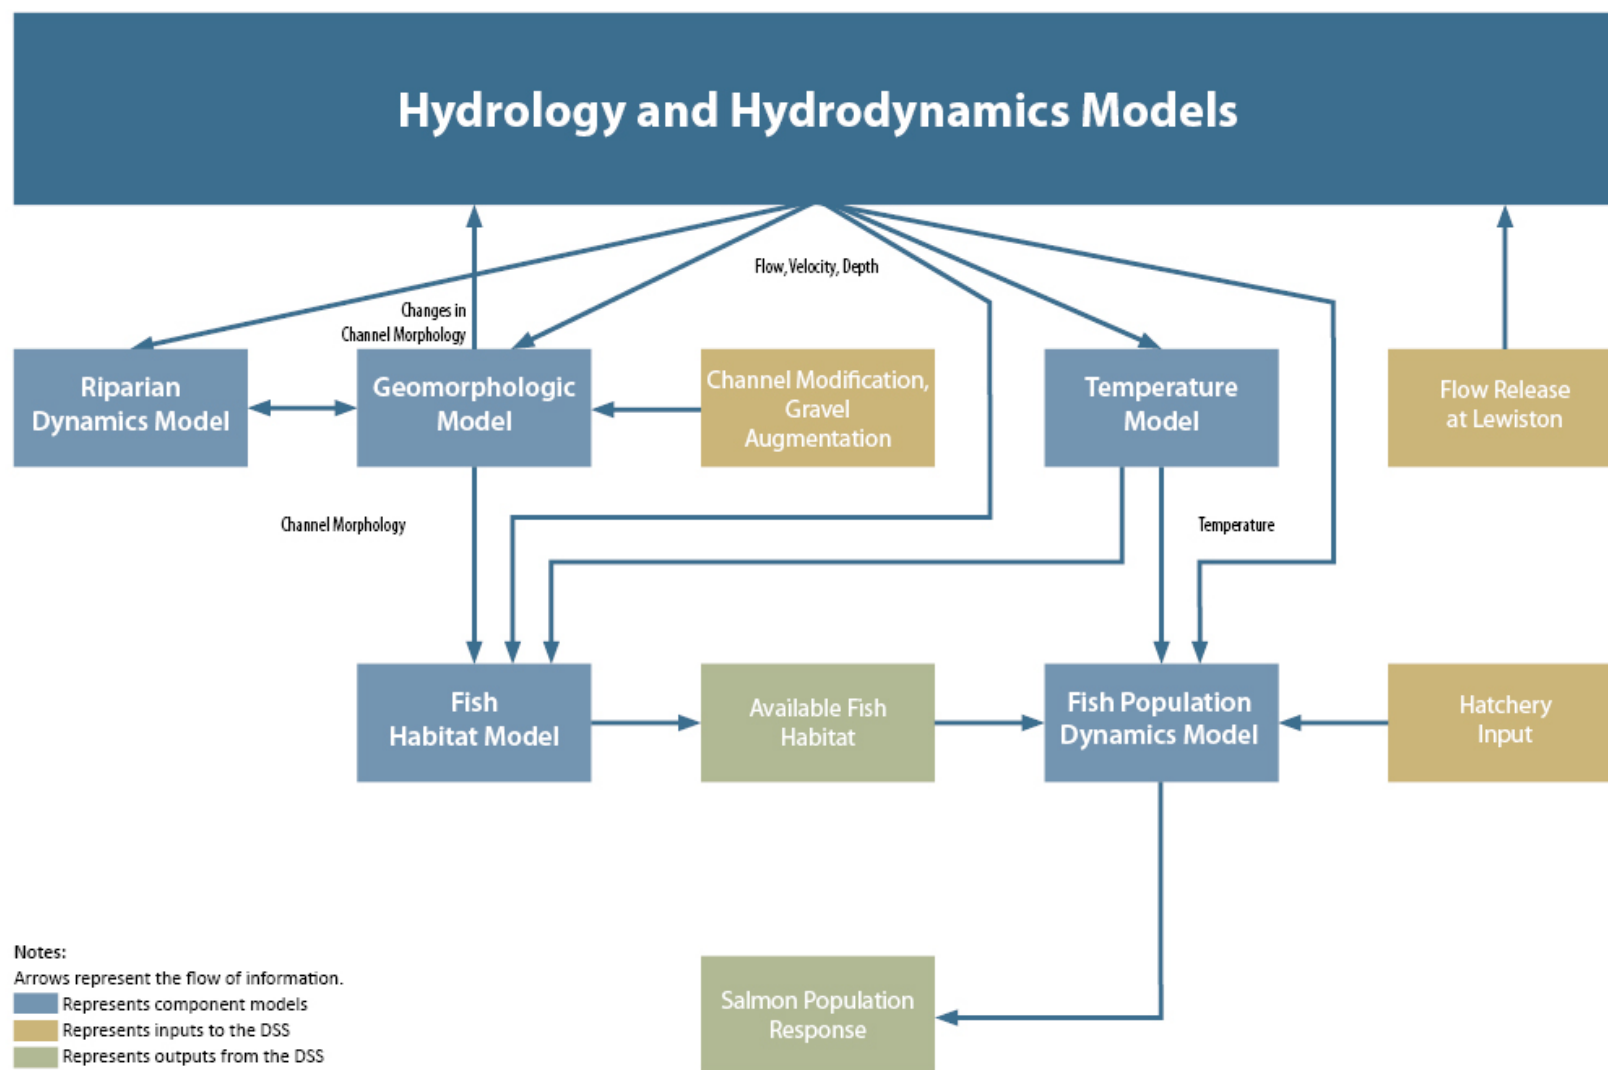 Hydrology and Hydrodynamics Models
Flow, Velocity, Depth
Changes in
Channel Morphology
Riparian
Dynamics Model
Geomorphologic
Model
Channel Modification,
Gravel
Augmentation
Temperature
Model
Flow Release
at Lewiston
Channel Morphology
Temperature
Fish
Habitat Model
Available Fish
Habitat
Fish Population
Dynamics Model
Hatchery
Input
Salmon Population
Response
Notes:
Arrows represent the flow of information.
Represents component models
Represents inputs to the DSS
Represents outputs from the DSS